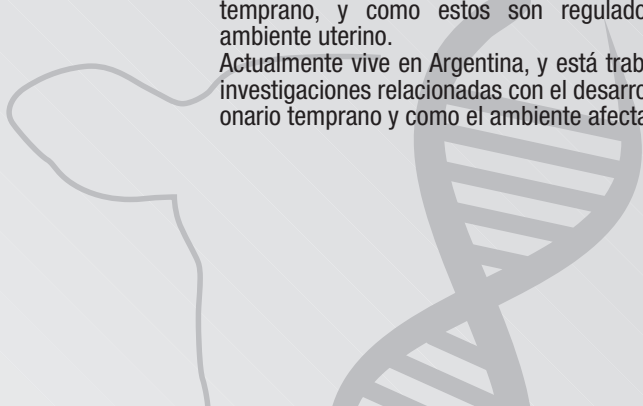 temprano, y como estos son regulado
ambiente uterino.
Actualmente vive en Argentina, y está trab
investigaciones relacionadas con el desarro
onario temprano y como el ambiente afecta